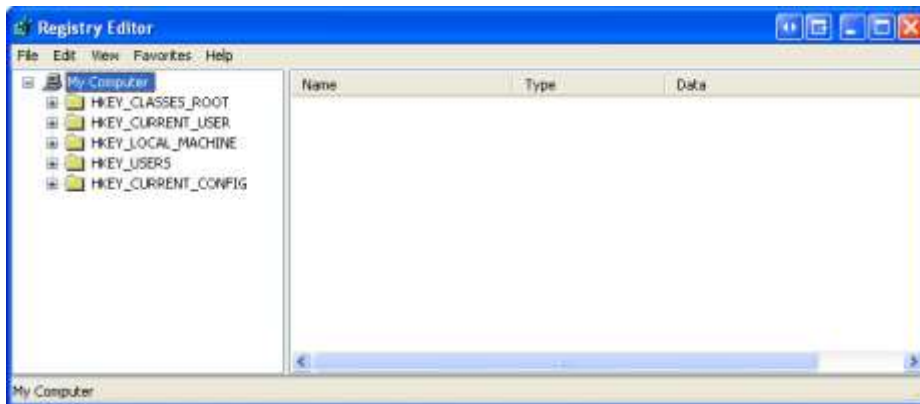 Registry Editor
File Edit View Favorites Help
My Computer
HKEY_CLASSES_ROOT
HKEY_CURRENT_USER
HKEY_LOCAL_MACHINE
HKEY_USERS
HKEY_CURRENT_CONFIG
Name Type Data
My Computer